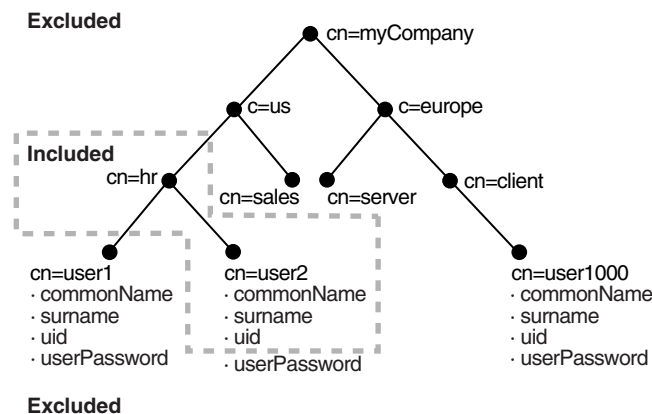 Excluded
cn=myCompany
c=us
c=europe
Included
cn=hr
cn=sales
cn=server
cn=client
cn=user1
· commonName
· surname
· uid
· userPassword
cn=user2
· commonName
· surname
· uid
· userPassword
cn=user1000
· commonName
· surname
· uid
· userPassword
Excluded